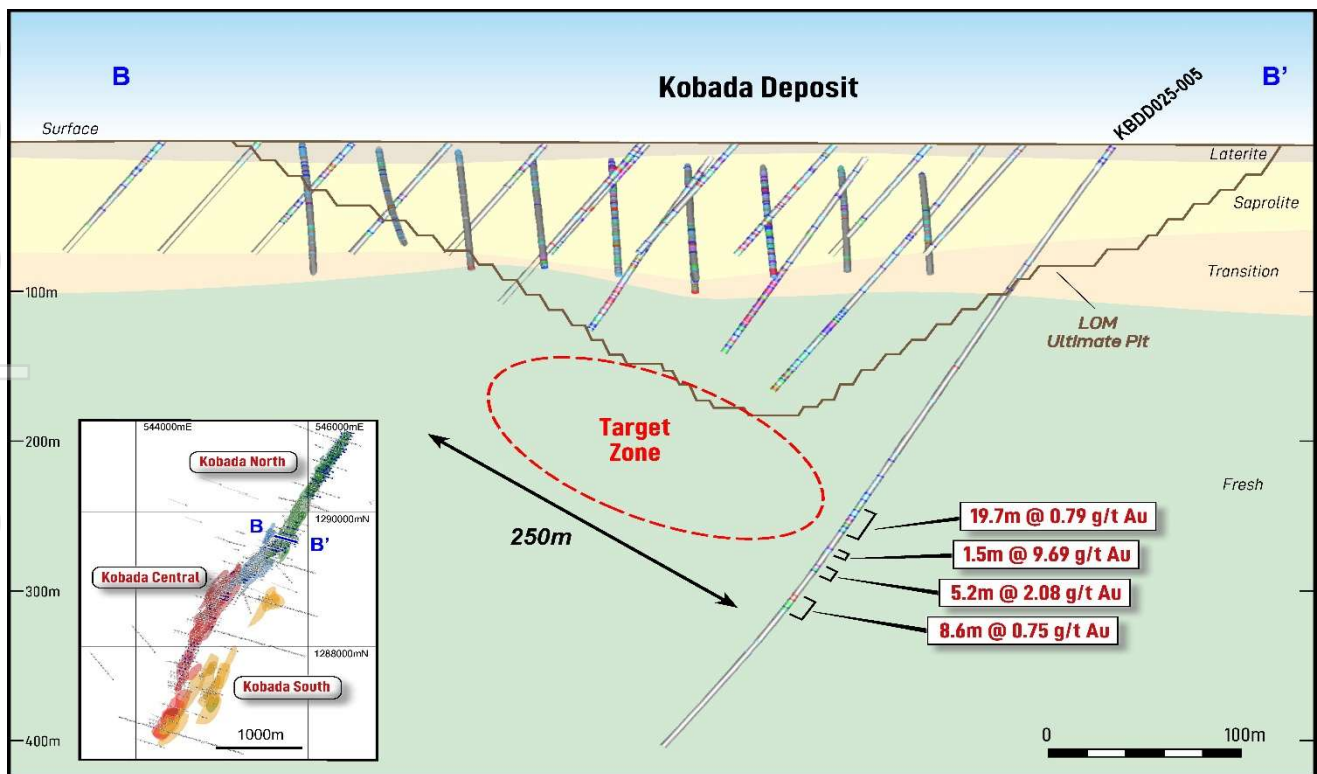 B
Kobada Deposit
B'
KBDD025-005
Surface
Laterite
Saprolite
Transition
100m
LOM
Ultimate Pit
200m
Target
Zone
Fresh
250m
19.7m @ 0.79 g/t Au
1.5m @ 9.69 g/t Au
5.2m @ 2.08 g/t Au
8.6m @ 0.75 g/t Au
300m
400m
0
100m
544000mE
546000mE
Kobada North
1290000mN
B
B'
Kobada Central
1288000mN
Kobada South
1000m